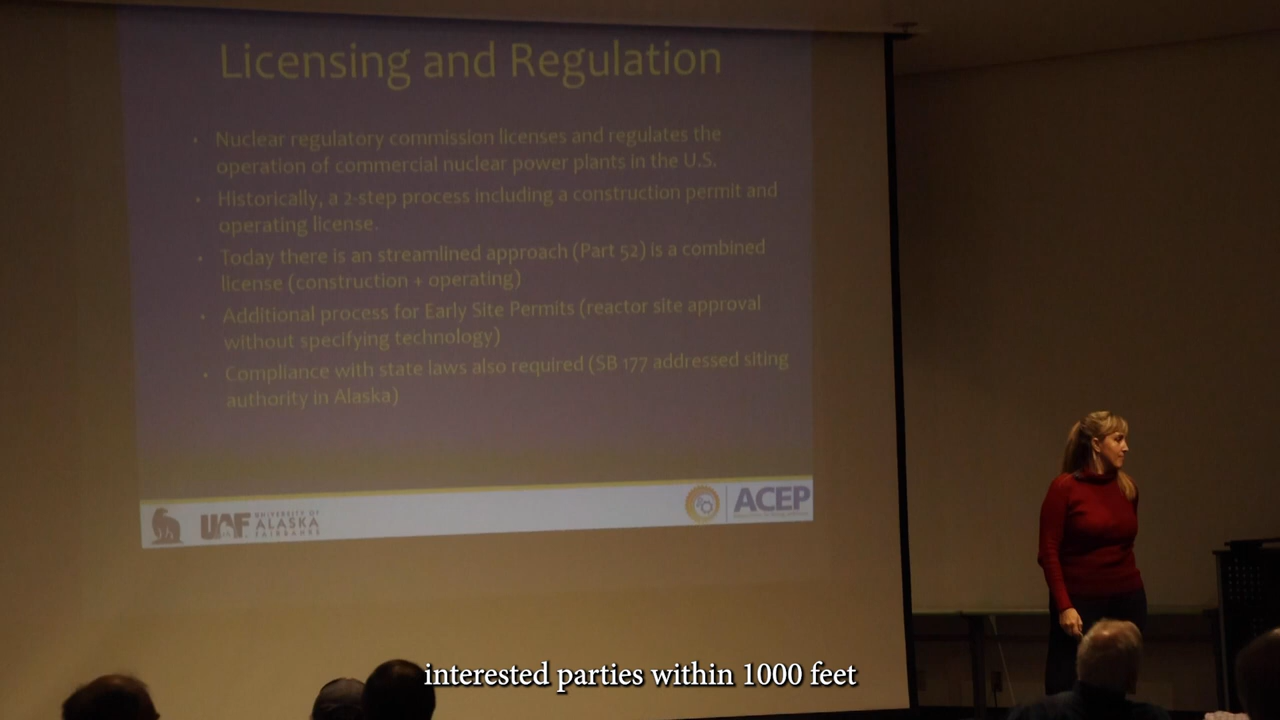 Licensing and Regulation
• Nuclear regulatory commission licenses and regulates the
operation of commercial nuclear power plants in the U.S.
• Historically, a 2-step process including a construction permit and
operating license.
• Today there is an streamlined approach (Part 52) is a combined
license (construction + operating)
• Additional process for Early Site Permits (reactor site approval
without specifying technology)
• Compliance with state laws also required (SB 177 addressed siting
authority in Alaska)
UAF
UNIVERSITY OF
ALASKA
FAIRBANKS
ACEP
interested parties within 1000 feet